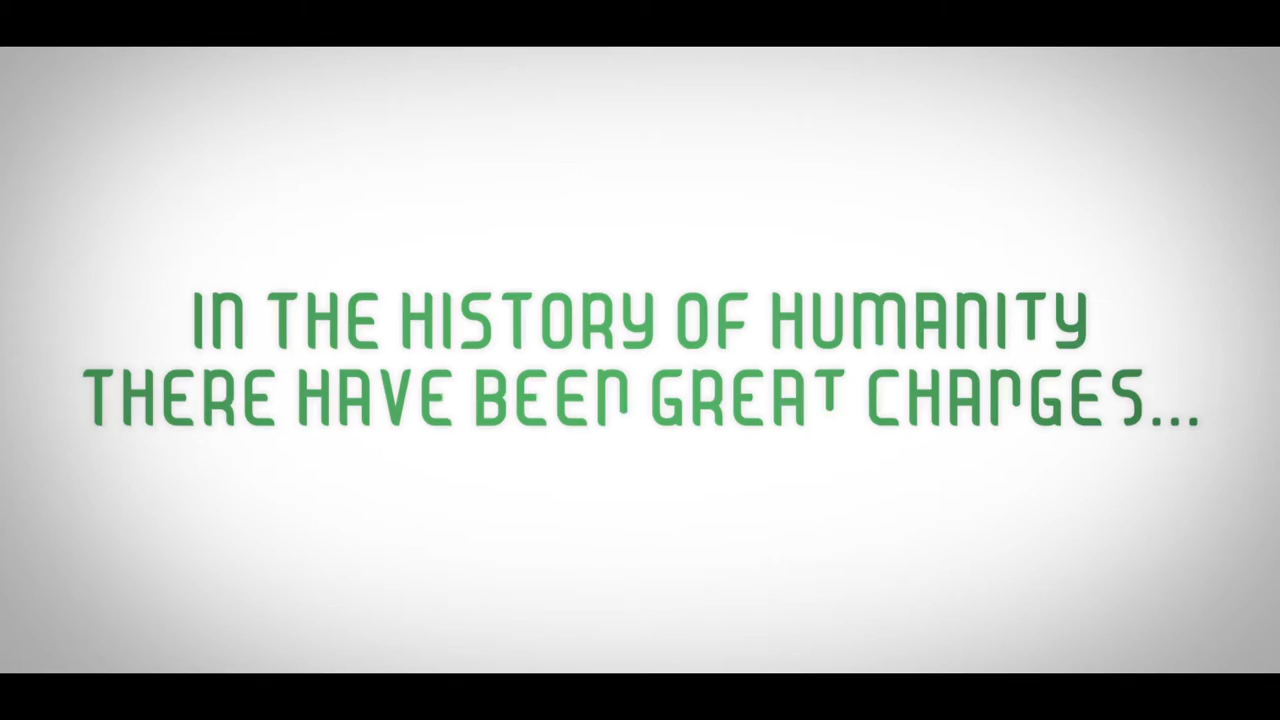 IN THE HISTORY OF HUMANITY
THERE HAVE BEEN GREAT CHANGES...